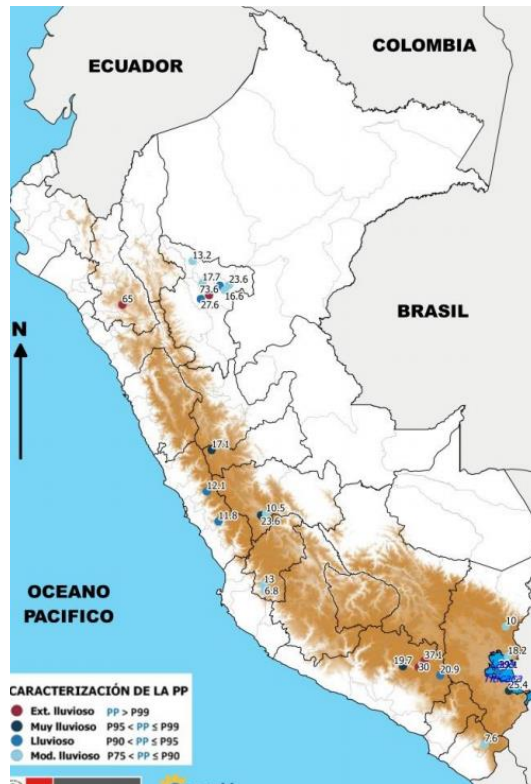 COLOMBIA
ECUADOR
13.2
17.7
23.6
73.6
16.6
27.6
65
BRASIL
N
17.1
12.1
10.5
11.8
23.6
13
6.8
OCEANO
PACIFICO
10
18.2
37.1
19.7
30
20.9
25.4
7.6
CARACTERIZACIÓN DE LA PP
Ext. lluvioso PP > P99
Muy lluvioso P95 < PP ≤ P99
Lluvioso P90 < PP ≤ P95
Mod. lluvioso P75 < PP ≤ P90